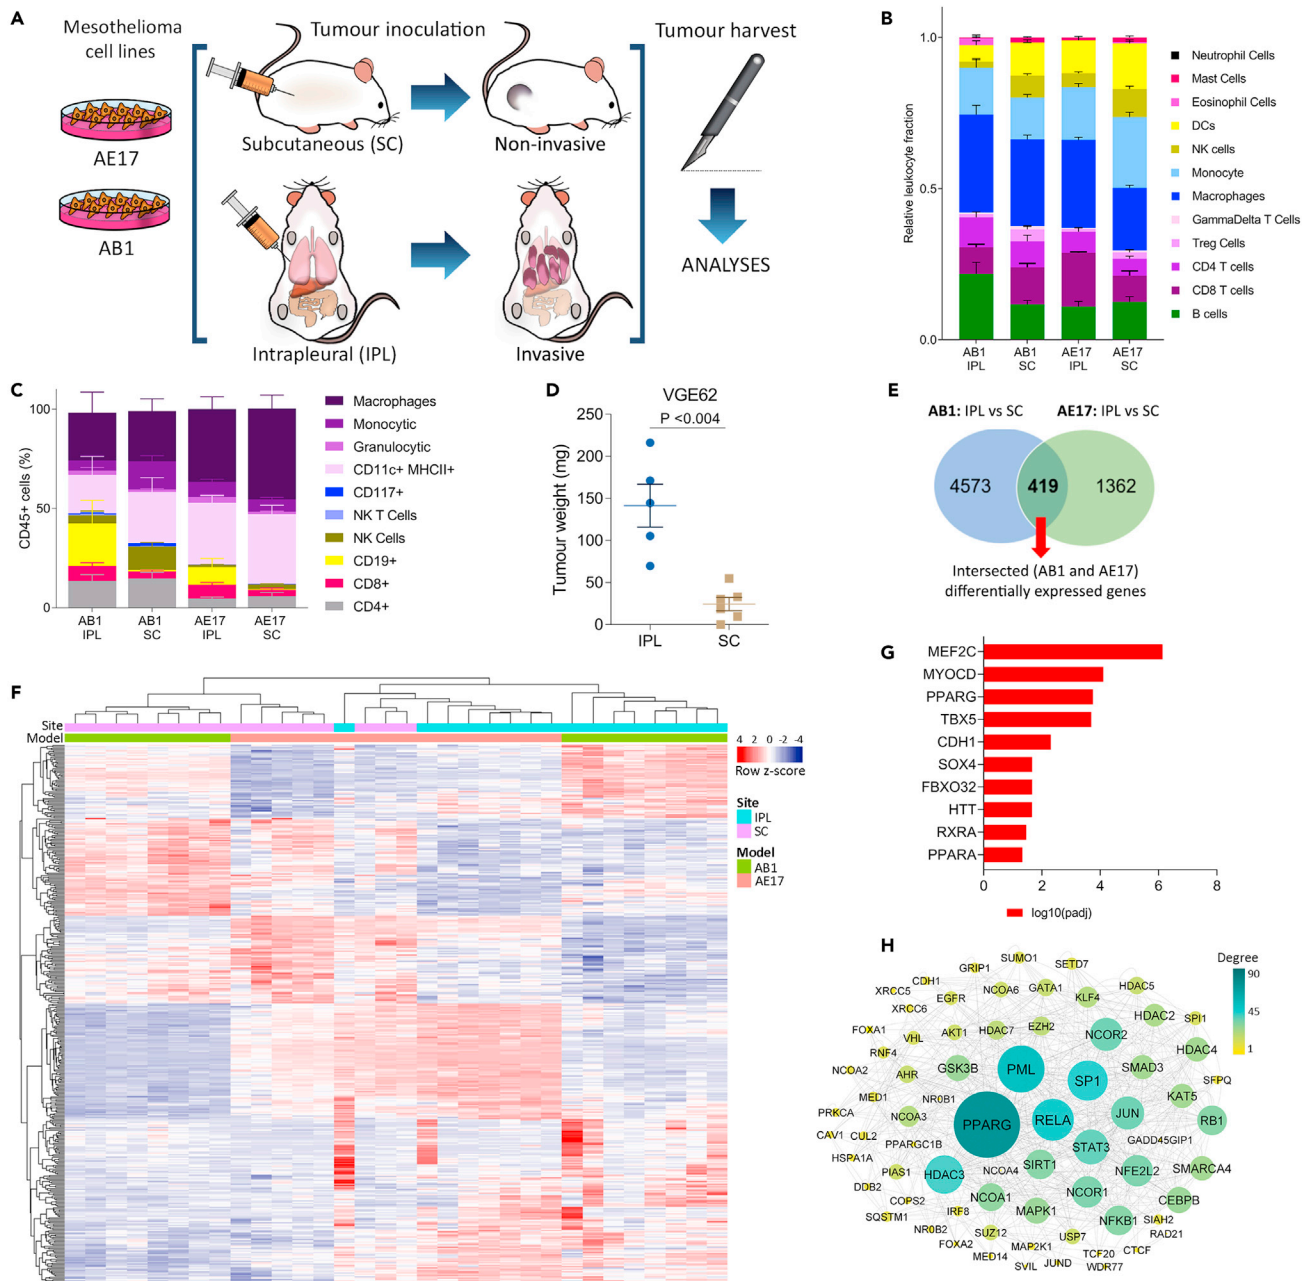 A
Mesothelioma
cell lines
AE17
AB1
Tumour inoculation
Subcutaneous (SC)
Non-invasive
Intrapleural (IPL)
Invasive
Tumour harvest
ANALYSES
B
Relative leukocyte fraction
1.0
0.5
0.0
AB1
IPL
AB1
SC
AE17
IPL
AE17
SC
Neutrophil Cells
Mast Cells
Eosinophil Cells
DCs
NK cells
Monocyte
Macrophages
GammaDelta T Cells
Treg Cells
CD4 T cells
CD8 T cells
B cells
C
CD45+ cells (%)
100
50
0
AB1
IPL
AB1
SC
AE17
IPL
AE17
SC
Macrophages
Monocytic
Granulocytic
CD11c+ MHCII+
CD117+
NK T Cells
NK Cells
CD19+
CD8+
CD4+
D
VGE62
P <0.004
Tumour weight (mg)
250
200
150
100
50
0
IPL
SC
E
AB1: IPL vs SC
AE17: IPL vs SC
4573
419
1362
Intersected (AB1 and AE17)
differentially expressed genes
F
Site
Model
4 2 0 -2 -4
Row z-score
Site
IPL
SC
Model
AB1
AE17
G
MEF2C
MYOCD
PPARG
TBX5
CDH1
SOX4
FBXO32
HTT
RXRA
PPARA
0 2 4 6 8
log10(padj)
H
Degree
90
45
1
SUMO1
SETD7
GRIP1
CDH1
NCOA6
GATA1
HDAC5
XRCC5
EGFR
KLF4
XRCC6
HDAC2
SPI1
FOXA1
VHL
AKT1
HDAC7
EZH2
NCOR2
RNF4
HDAC4
NCOA2
AHR
GSK3B
PML
SP1
SMAD3
SFPQ
MED1
NR0B1
KAT5
PRKCA
NCOA3
PPARG
RELA
JUN
RB1
CAV1
CUL2
PPARGC1B
STAT3
GADD45GIP1
HSPA1A
PIAS1
HDAC3
NCOA4
SIRT1
NFE2L2
SMARCA4
DDB2
COPS2
NCOA1
NCOR1
CEBPB
SQSTM1
IRF8
MAPK1
NFKB1
SIAH2
NR0B2
RAD21
FOXA2
SUZ12
USP7
MED14
MAP2K1
TCF20
CTCF
SVIL
JUND
WDR77